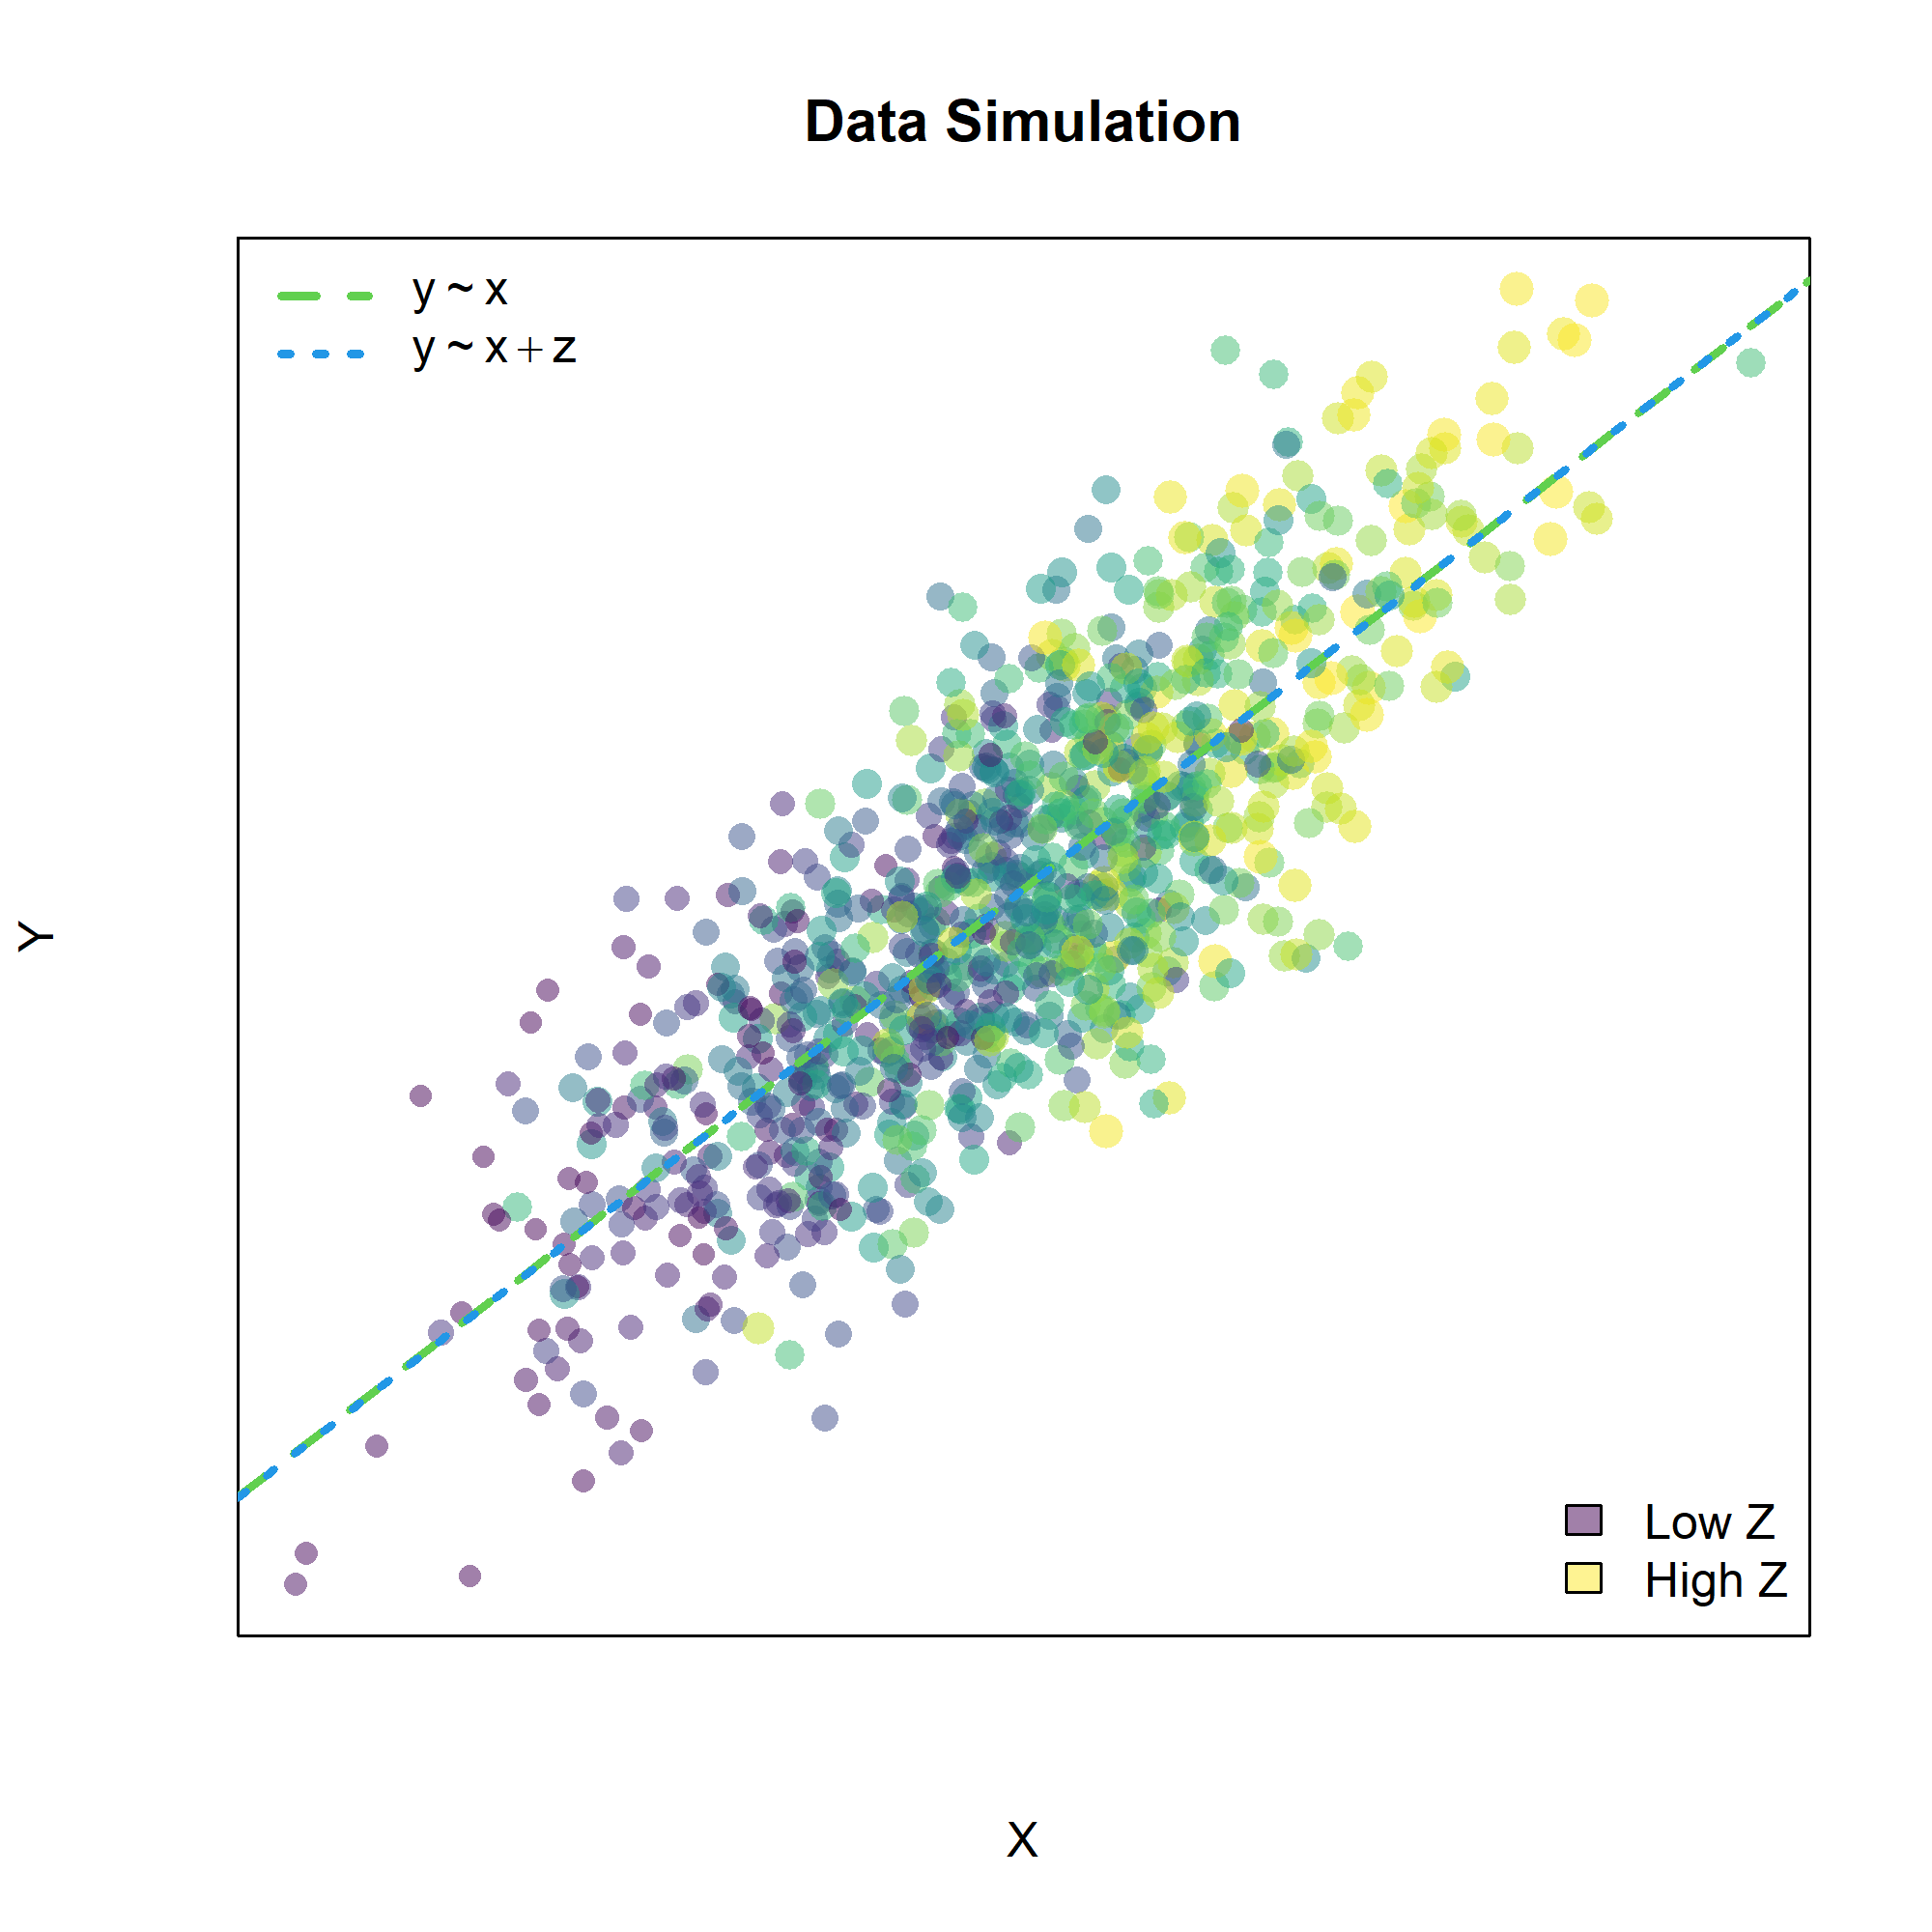 Data Simulation
y ~ x
y ~ x + z
Y
Low Z
High Z
X